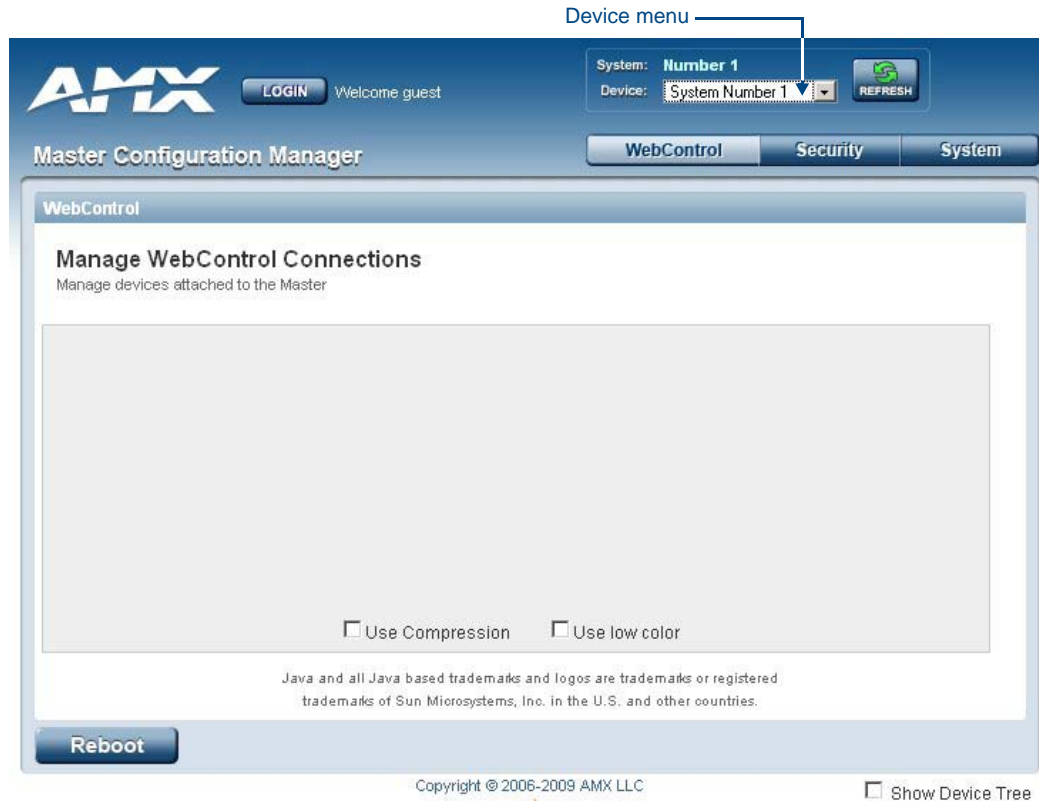 Device menu
AMX
LOGIN
Welcome guest
System: Number 1
Device: System Number 1
REFRESH
Master Configuration Manager
WebControl
Security
System
WebControl
Manage WebControl Connections
Manage devices attached to the Master
Use Compression
Use low color
Java and all Java based trademarks and logos are trademarks or registered
trademarks of Sun Microsystems, Inc. in the U.S. and other countries.
Reboot
Copyright © 2006-2009 AMX LLC
Show Device Tree